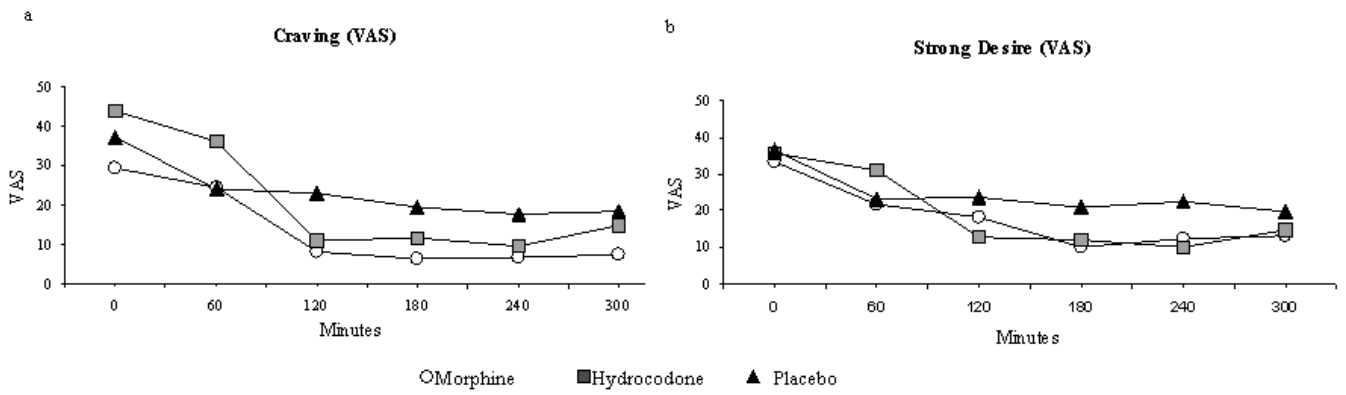 a
Craving (VAS)
50
40
30
20
10
0
VAS
0 60 120 180 240 300
Minutes
b
Strong Desire (VAS)
50
40
30
20
10
0
VAS
0 60 120 180 240 300
Minutes
Morphine Hydrocodone Placebo